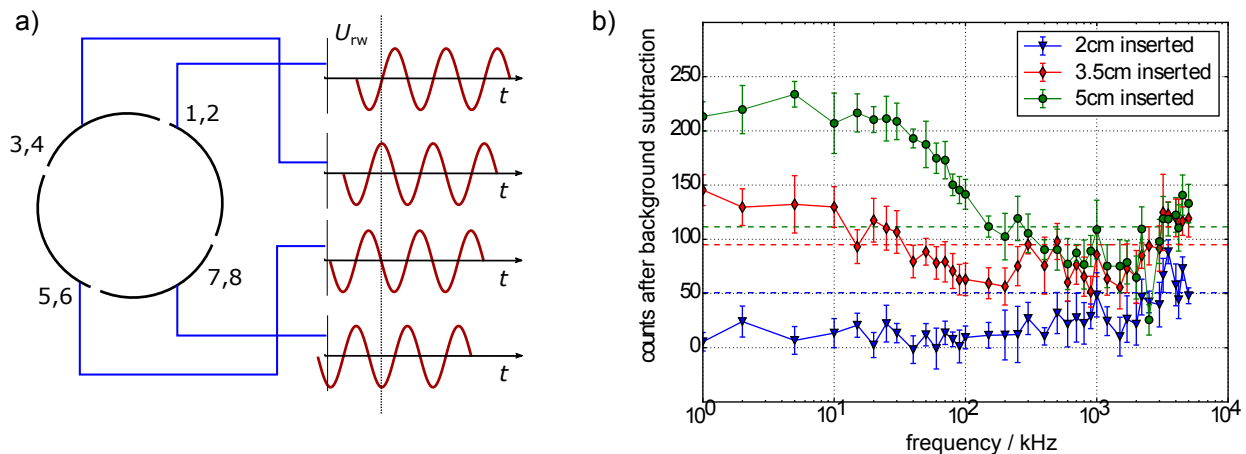 a)
U_rw
1,2
3,4
5,6
7,8
t
t
t
t
b)
2cm inserted
3.5cm inserted
5cm inserted
counts after background subtraction
250
200
150
100
50
0
10^0 10^1 10^2 10^3 10^4
frequency / kHz